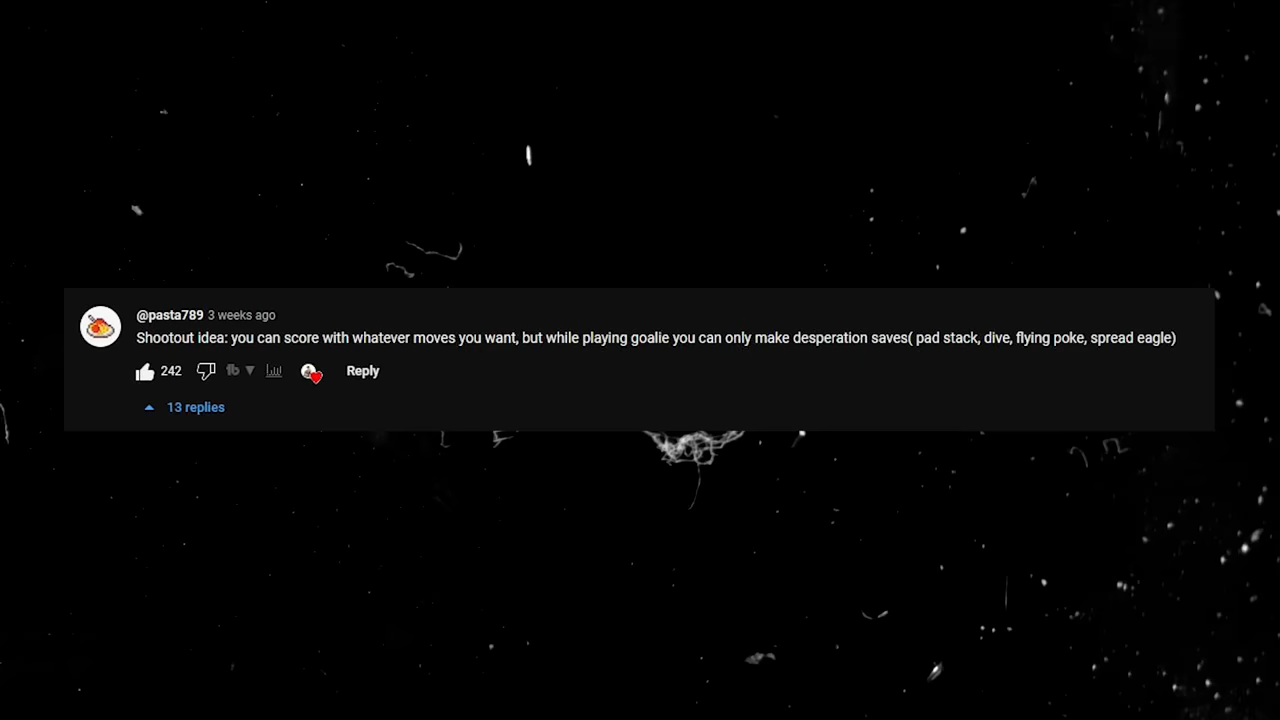 @pasta789 3 weeks ago
Shootout idea: you can score with whatever moves you want, but while playing goalie you can only make desperation saves( pad stack, dive, flying poke, spread eagle)
242 fb Reply
13 replies